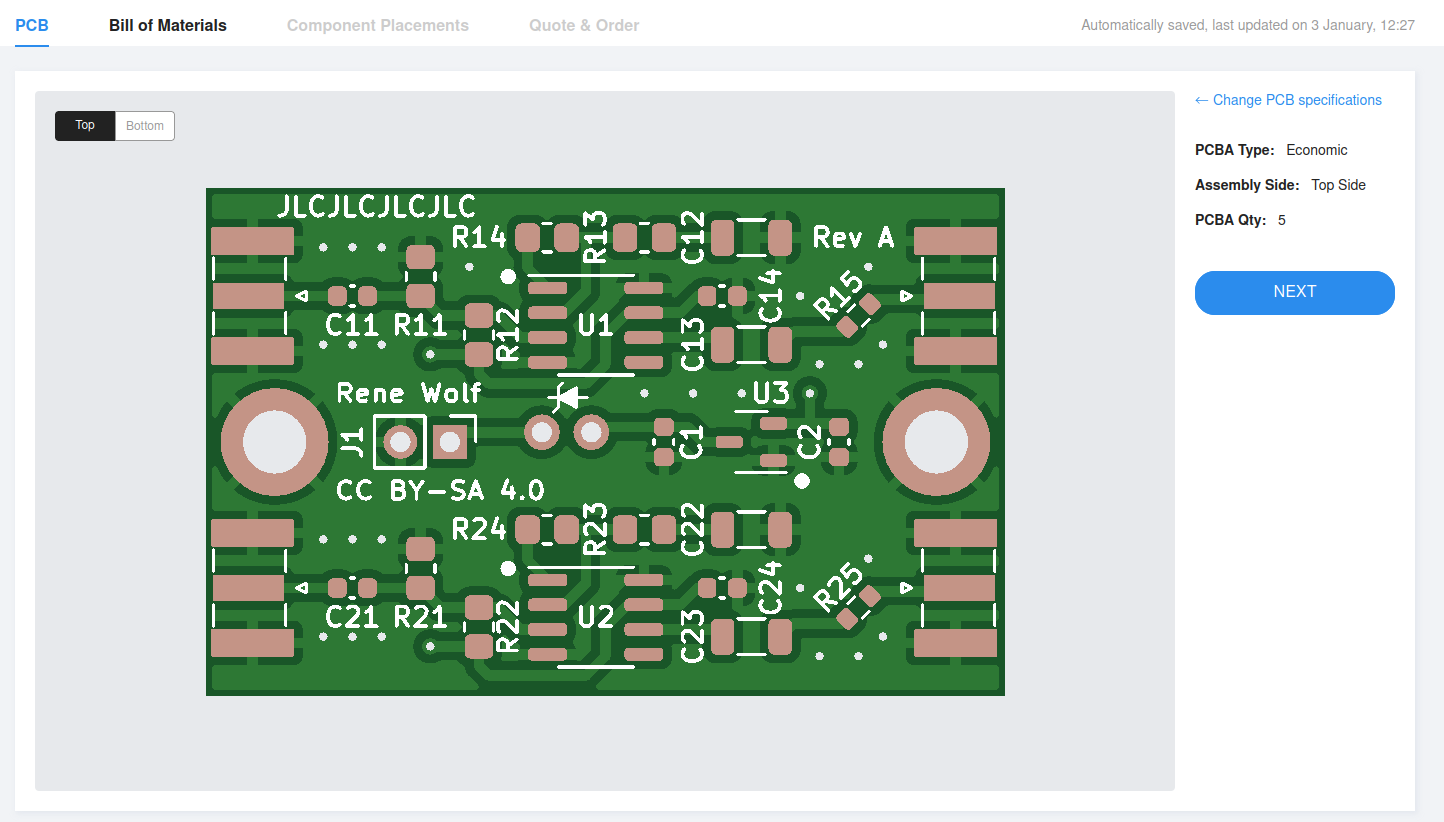 PCB Bill of Materials Component Placements Quote & Order Automatically saved, last updated on 3 January, 12:27
Top Bottom
← Change PCB specifications
PCBA Type: Economic
Assembly Side: Top Side
PCBA Qty: 5
NEXT
JLCJLCJLCJLC
R14 R13 C12 Rev A
C11 R11 R12 U1 C13 C14 R15
Rene Wolf U3
J1 C1 C2
CC BY-SA 4.0
R24 R23 C22
C21 R21 R22 U2 C23 C24 R25